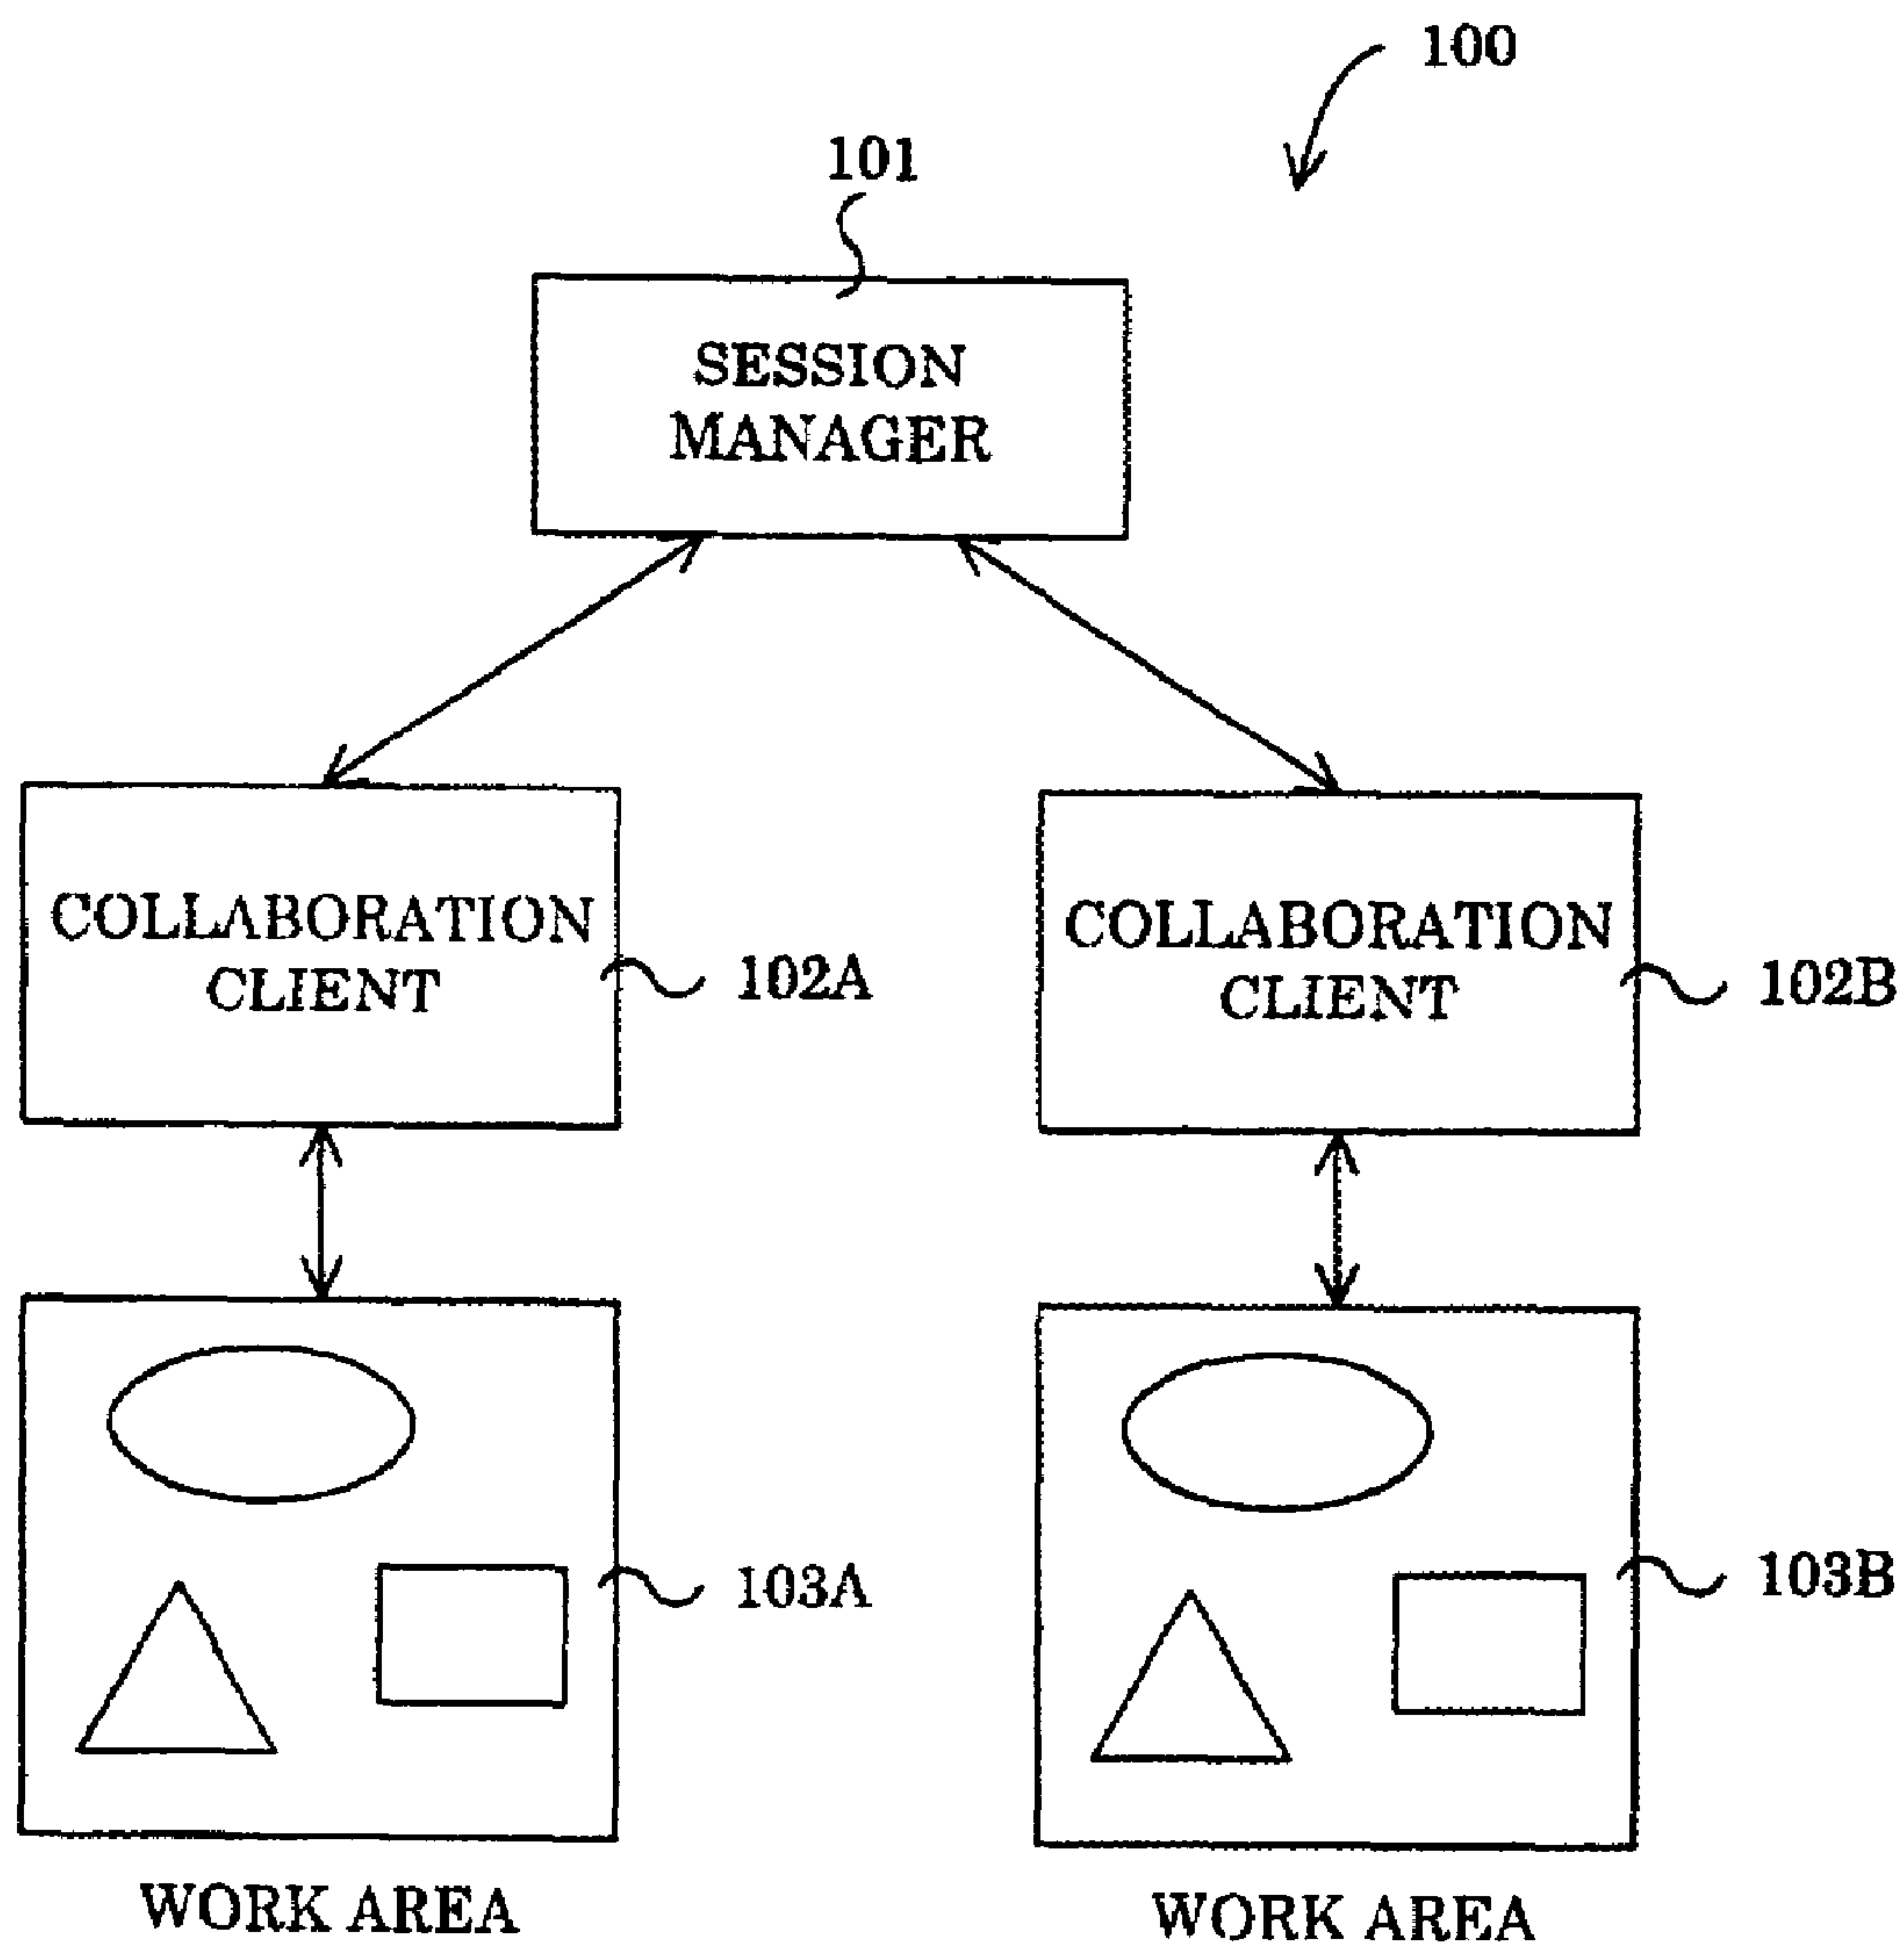 100
101
SESSION
MANAGER
COLLABORATION
CLIENT
102A
COLLABORATION
CLIENT
102B
103A
103B
WORK AREA
WORK AREA